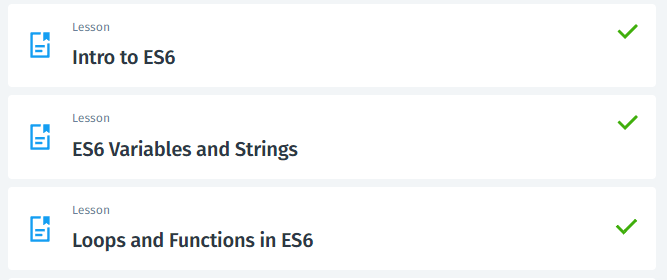 Lesson
Intro to ES6
Lesson
ES6 Variables and Strings
Lesson
Loops and Functions in ES6